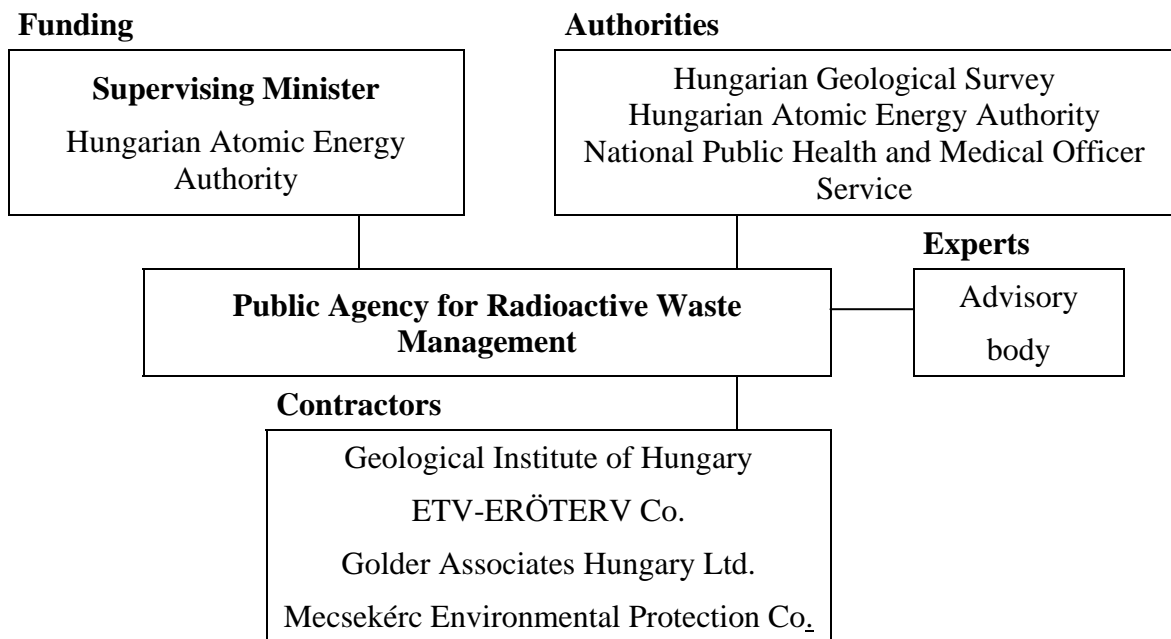 Funding
Supervising Minister
Hungarian Atomic Energy
Authority
Authorities
Hungarian Geological Survey
Hungarian Atomic Energy Authority
National Public Health and Medical Officer
Service
Public Agency for Radioactive Waste
Management
Experts
Advisory
body
Contractors
Geological Institute of Hungary
ETV-ERÖTERV Co.
Golder Associates Hungary Ltd.
Mecsekérc Environmental Protection Co.